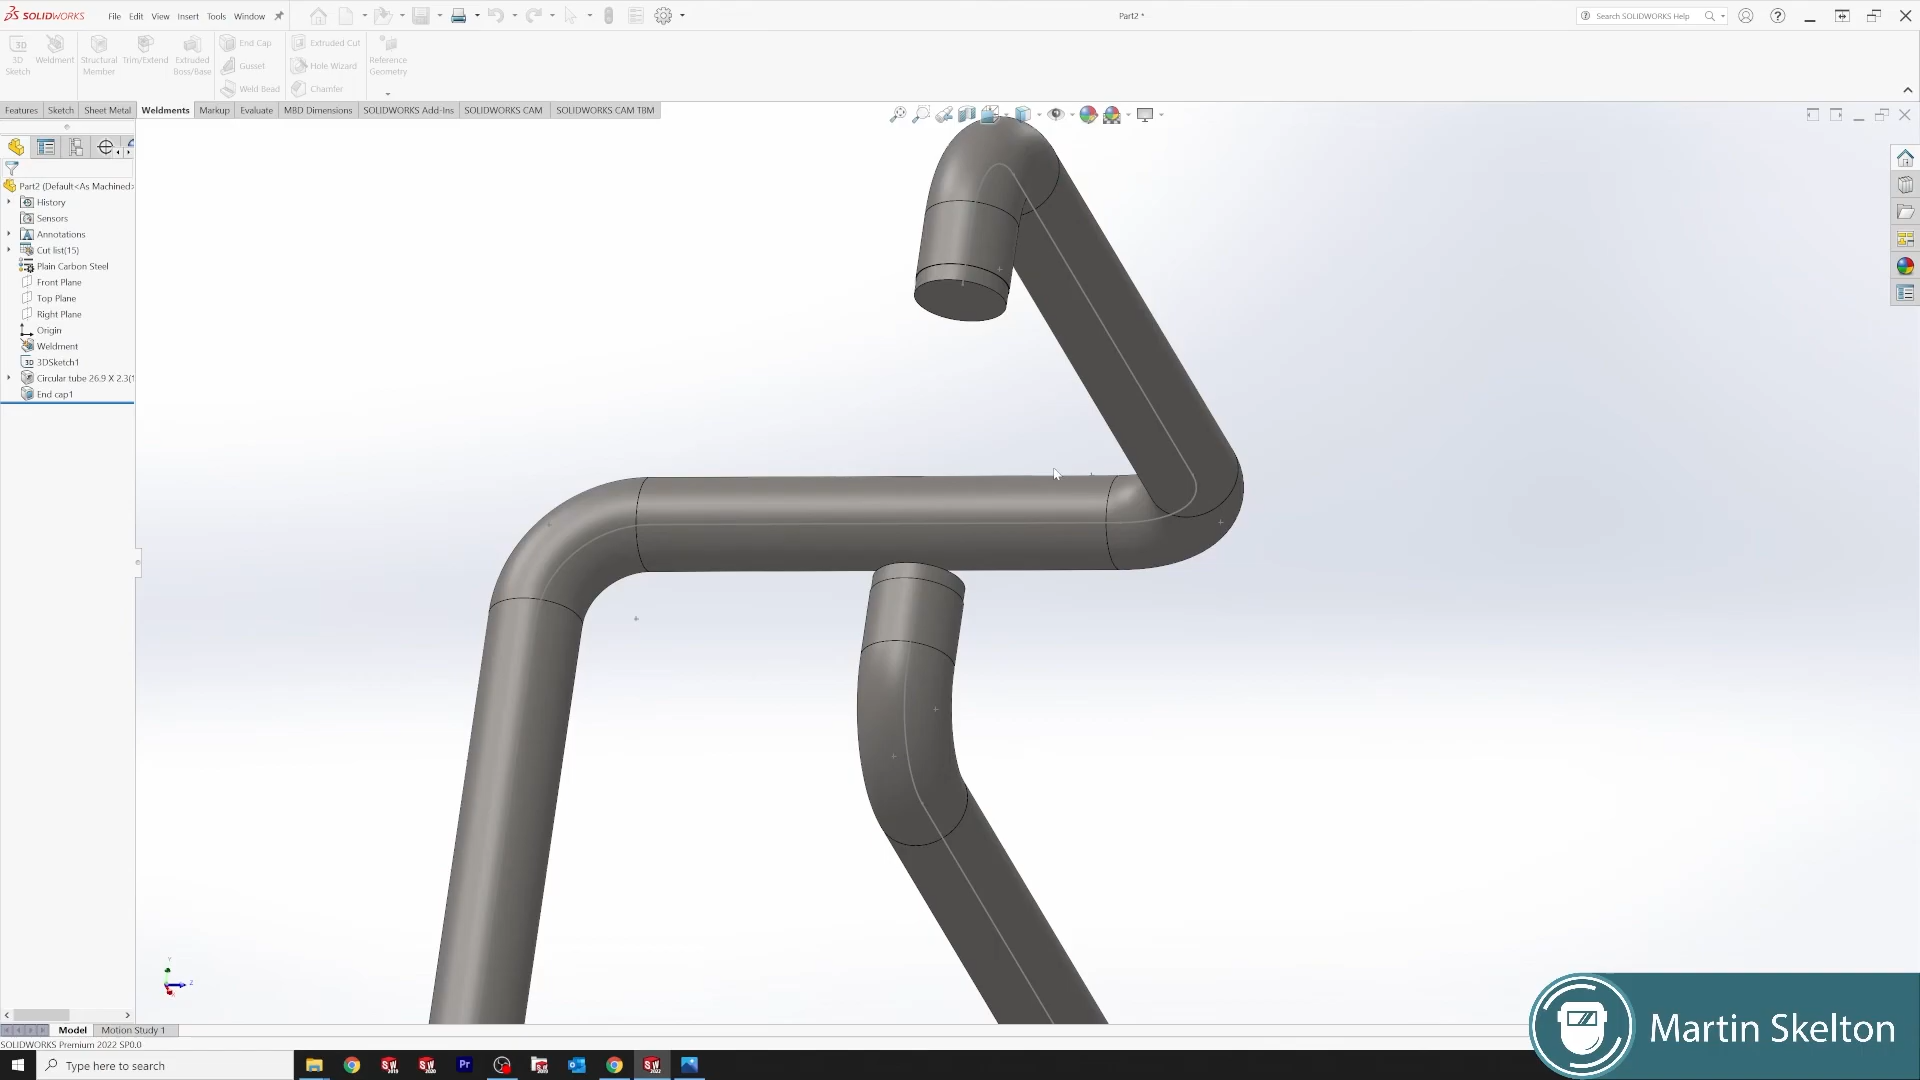 SOLIDWORKS File Edit View Insert Tools Window Part2 * Search SOLIDWORKS Help
3D Sketch
Weldment
Structural Member
Trim/Extend
Extruded Boss/Base
End Cap
Gusset
Weld Bead
Extruded Cut
Hole Wizard
Chamfer
Reference Geometry
Features Sketch Sheet Metal Weldments Markup Evaluate MBD Dimensions SOLIDWORKS Add-Ins SOLIDWORKS CAM SOLIDWORKS CAM TBM
Part2 (Default<As Machined>
History
Sensors
Annotations
Cut list(15)
Plain Carbon Steel
Front Plane
Top Plane
Right Plane
Origin
Weldment
3DSketch1
Circular tube 26.9 X 2.3(1
End cap1
Y
Z
Model Motion Study 1
SOLIDWORKS Premium 2022 SP0.0
Type here to search
Martin Skelton